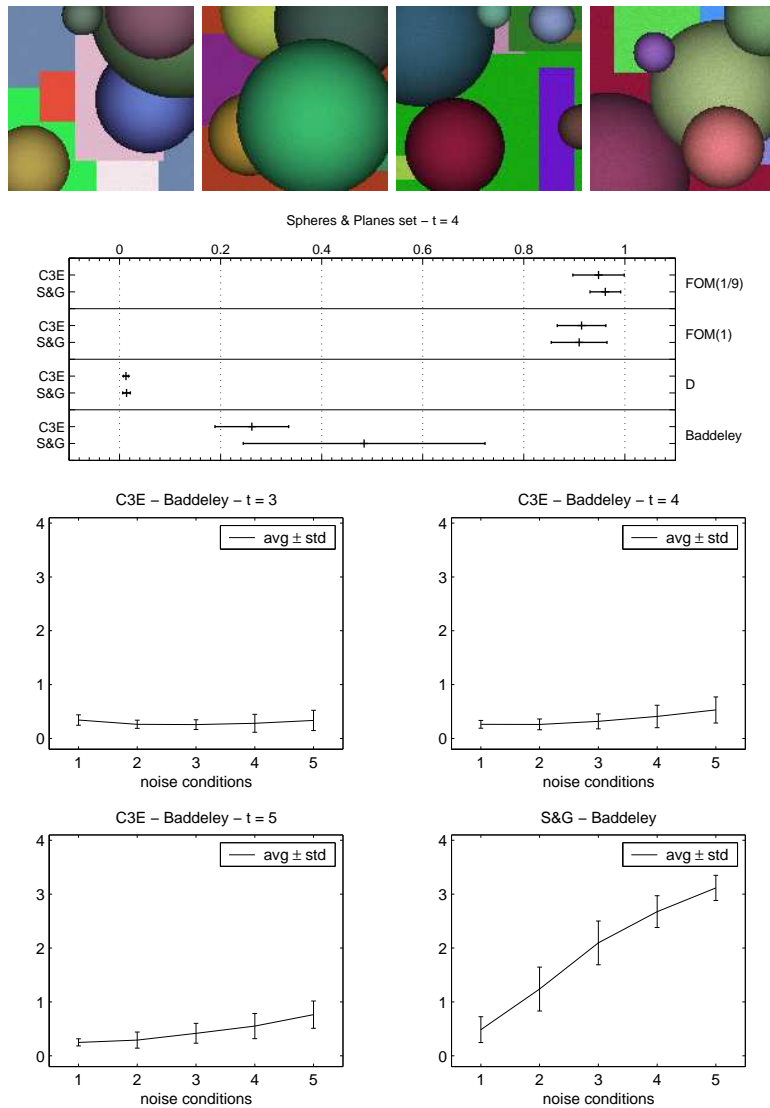 Spheres & Planes set – t = 4
0 0.2 0.4 0.6 0.8 1
C3E
S&G
FOM(1/9)
C3E
S&G
FOM(1)
C3E
S&G
D
C3E
S&G
Baddeley
C3E – Baddeley – t = 3
avg ± std
4
3
2
1
0
1 2 3 4 5
noise conditions
C3E – Baddeley – t = 4
avg ± std
4
3
2
1
0
1 2 3 4 5
noise conditions
C3E – Baddeley – t = 5
avg ± std
4
3
2
1
0
1 2 3 4 5
noise conditions
S&G – Baddeley
avg ± std
4
3
2
1
0
1 2 3 4 5
noise conditions